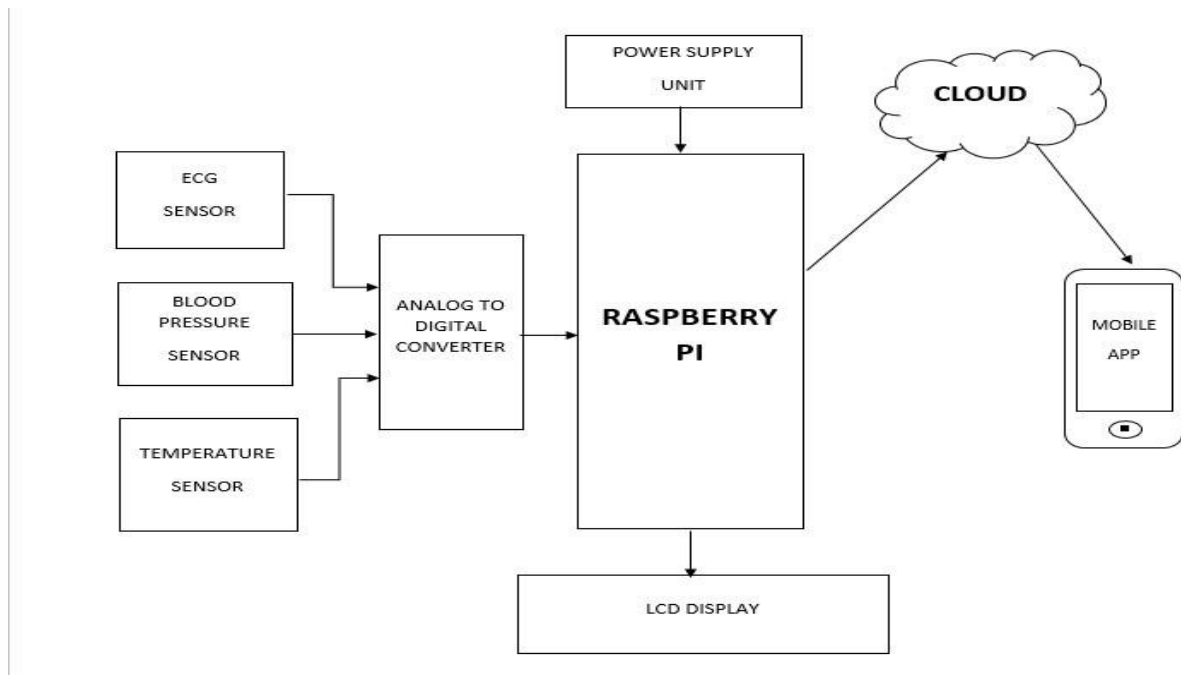 POWER SUPPLY
UNIT
CLOUD
ECG
SENSOR
BLOOD
PRESSURE
SENSOR
TEMPERATURE
SENSOR
ANALOG TO
DIGITAL
CONVERTER
RASPBERRY
PI
MOBILE
APP
LCD DISPLAY